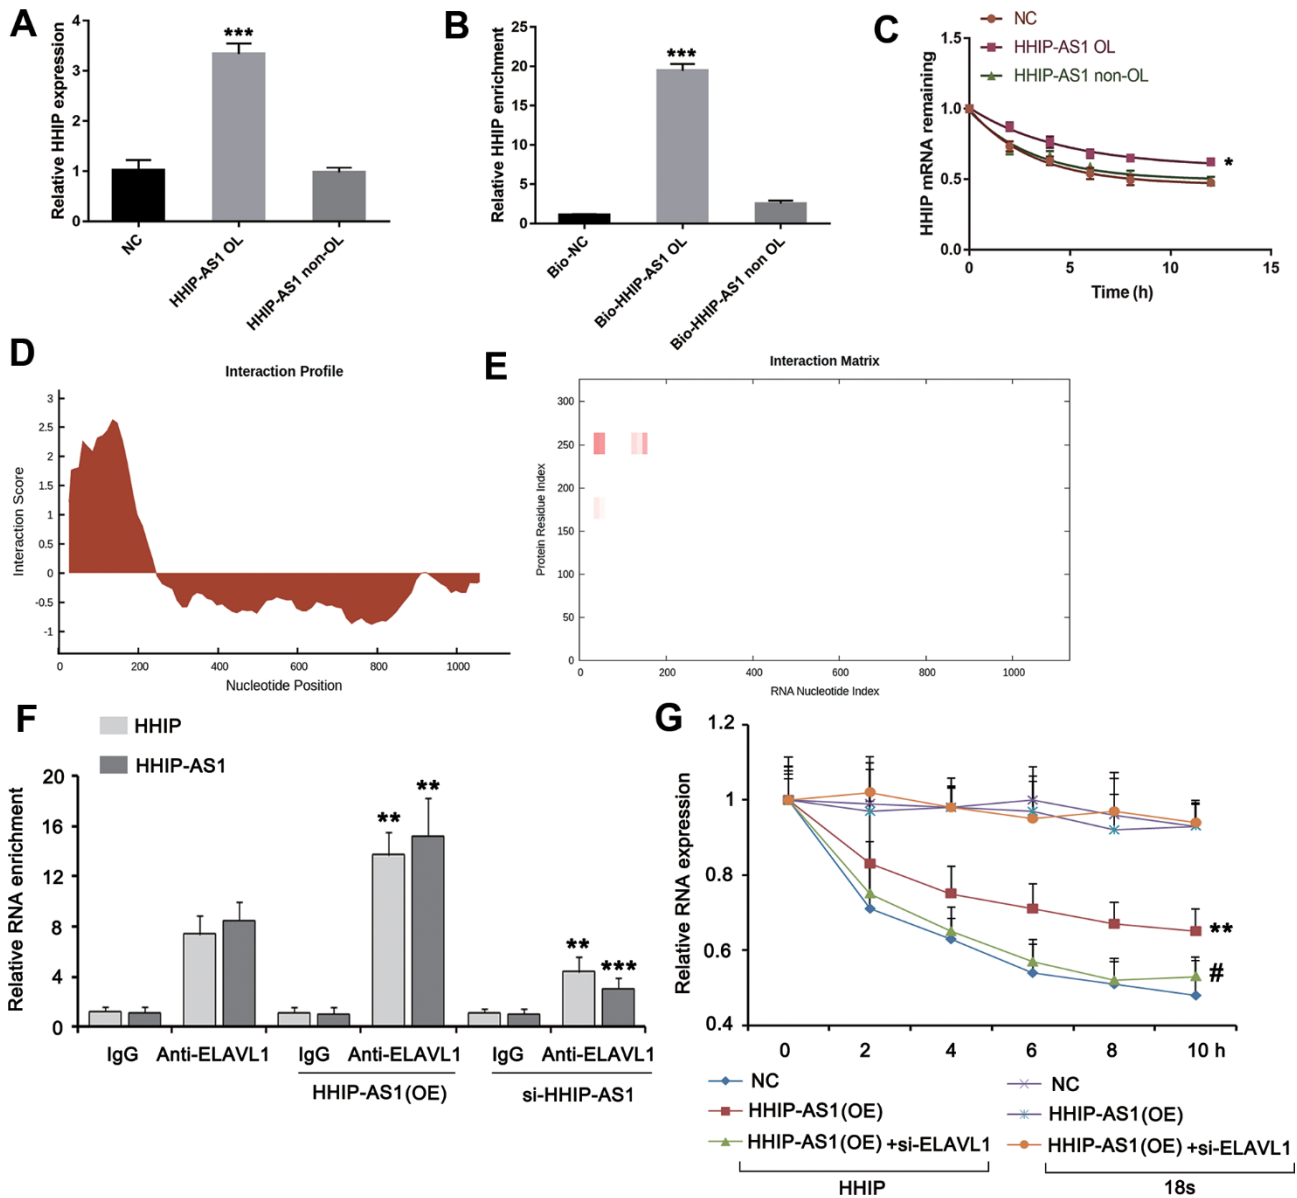 A
Relative HHIP expression
4
3
2
1
0
***
NC
HHIP-AS1 OL
HHIP-AS1 non-OL
B
Relative HHIP enrichment
25
20
15
10
5
0
***
Bio-NC
Bio-HHIP-AS1 OL
Bio-HHIP-AS1 non OL
C
NC
HHIP-AS1 OL
HHIP-AS1 non-OL
HHIP mRNA remaining
1.5
1.0
0.5
0.0
*
0 5 10 15
Time (h)
D
Interaction Profile
Interaction Score
3
2.5
2
1.5
1
0.5
0
-0.5
-1
0 200 400 600 800 1000
Nucleotide Position
E
Interaction Matrix
Protein Residue Index
300
250
200
150
100
50
0
0 200 400 600 800 1000
RNA Nucleotide Index
F
HHIP
HHIP-AS1
Relative RNA enrichment
20
16
12
8
4
0
** **
** ***
IgG Anti-ELAVL1 IgG Anti-ELAVL1 IgG Anti-ELAVL1
HHIP-AS1(OE) si-HHIP-AS1
G
Relative RNA expression
1.2
1
0.8
0.6
0.4
**
#
0 2 4 6 8 10 h
NC
HHIP-AS1(OE)
HHIP-AS1(OE) +si-ELAVL1
HHIP
NC
HHIP-AS1(OE)
HHIP-AS1(OE) +si-ELAVL1
18s